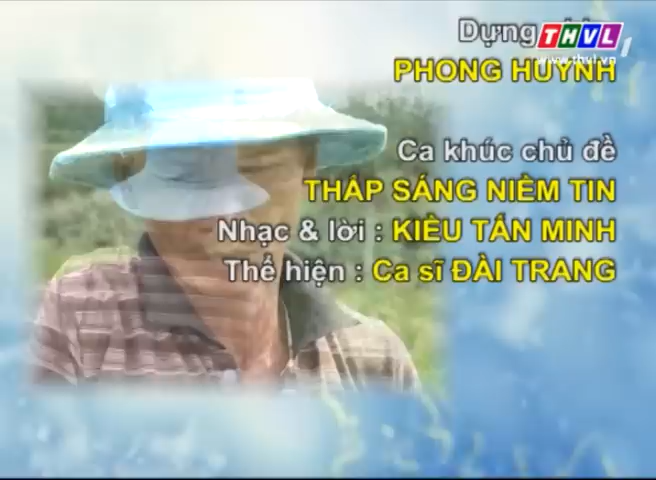 Dựng
THVL1
www.thvl.vn
PHONG HUỲNH
Ca khúc chủ đề
THẮP SÁNG NIỀM TIN
Nhạc & lời : KIỀU TẤN MINH
Thể hiện : Ca sĩ ĐÀI TRANG